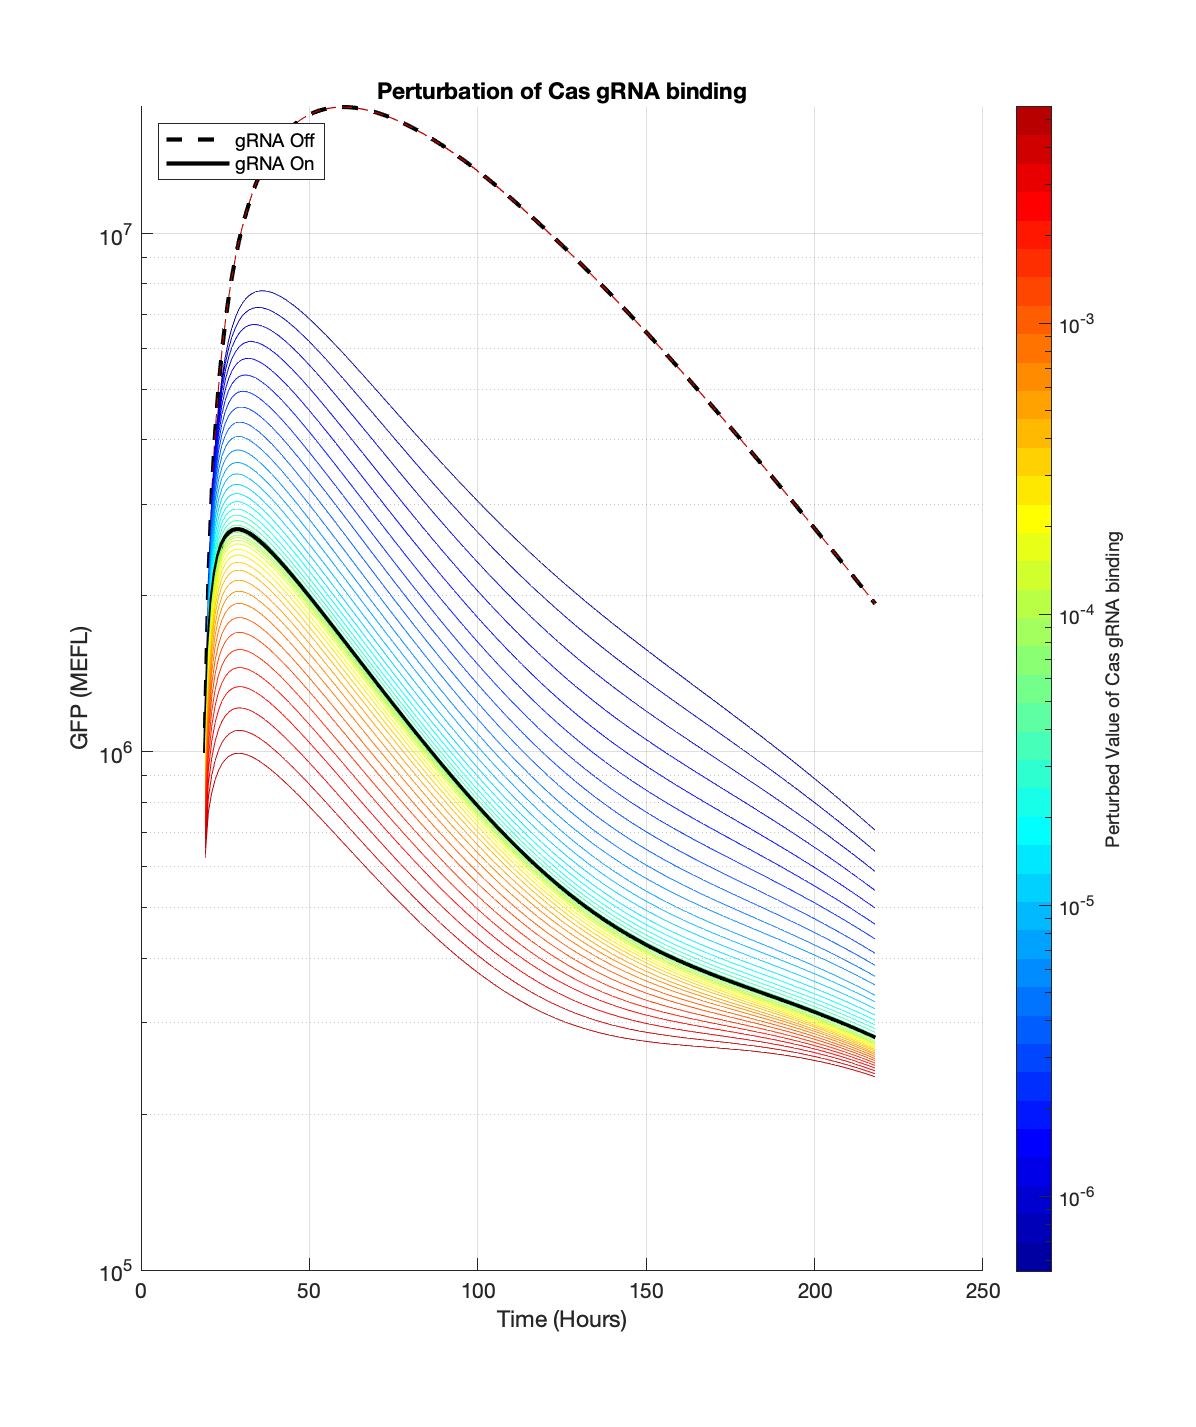 Perturbation of Cas gRNA binding
gRNA Off
gRNA On
10^7
10^6
10^5
GFP (MEFL)
0 50 100 150 200 250
Time (Hours)
10^-3
10^-4
10^-5
10^-6
Perturbed Value of Cas gRNA binding